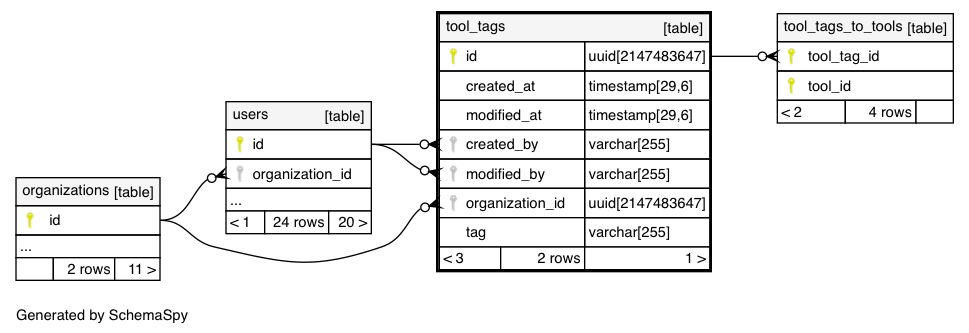 tool_tags [table]
id uuid[2147483647]
created_at timestamp[29,6]
modified_at timestamp[29,6]
created_by varchar[255]
modified_by varchar[255]
organization_id uuid[2147483647]
tag varchar[255]
< 3 2 rows 1 >
tool_tags_to_tools [table]
tool_tag_id
tool_id
< 2 4 rows
users [table]
id
organization_id
...
< 1 24 rows 20 >
organizations [table]
id
...
2 rows 11 >
Generated by SchemaSpy